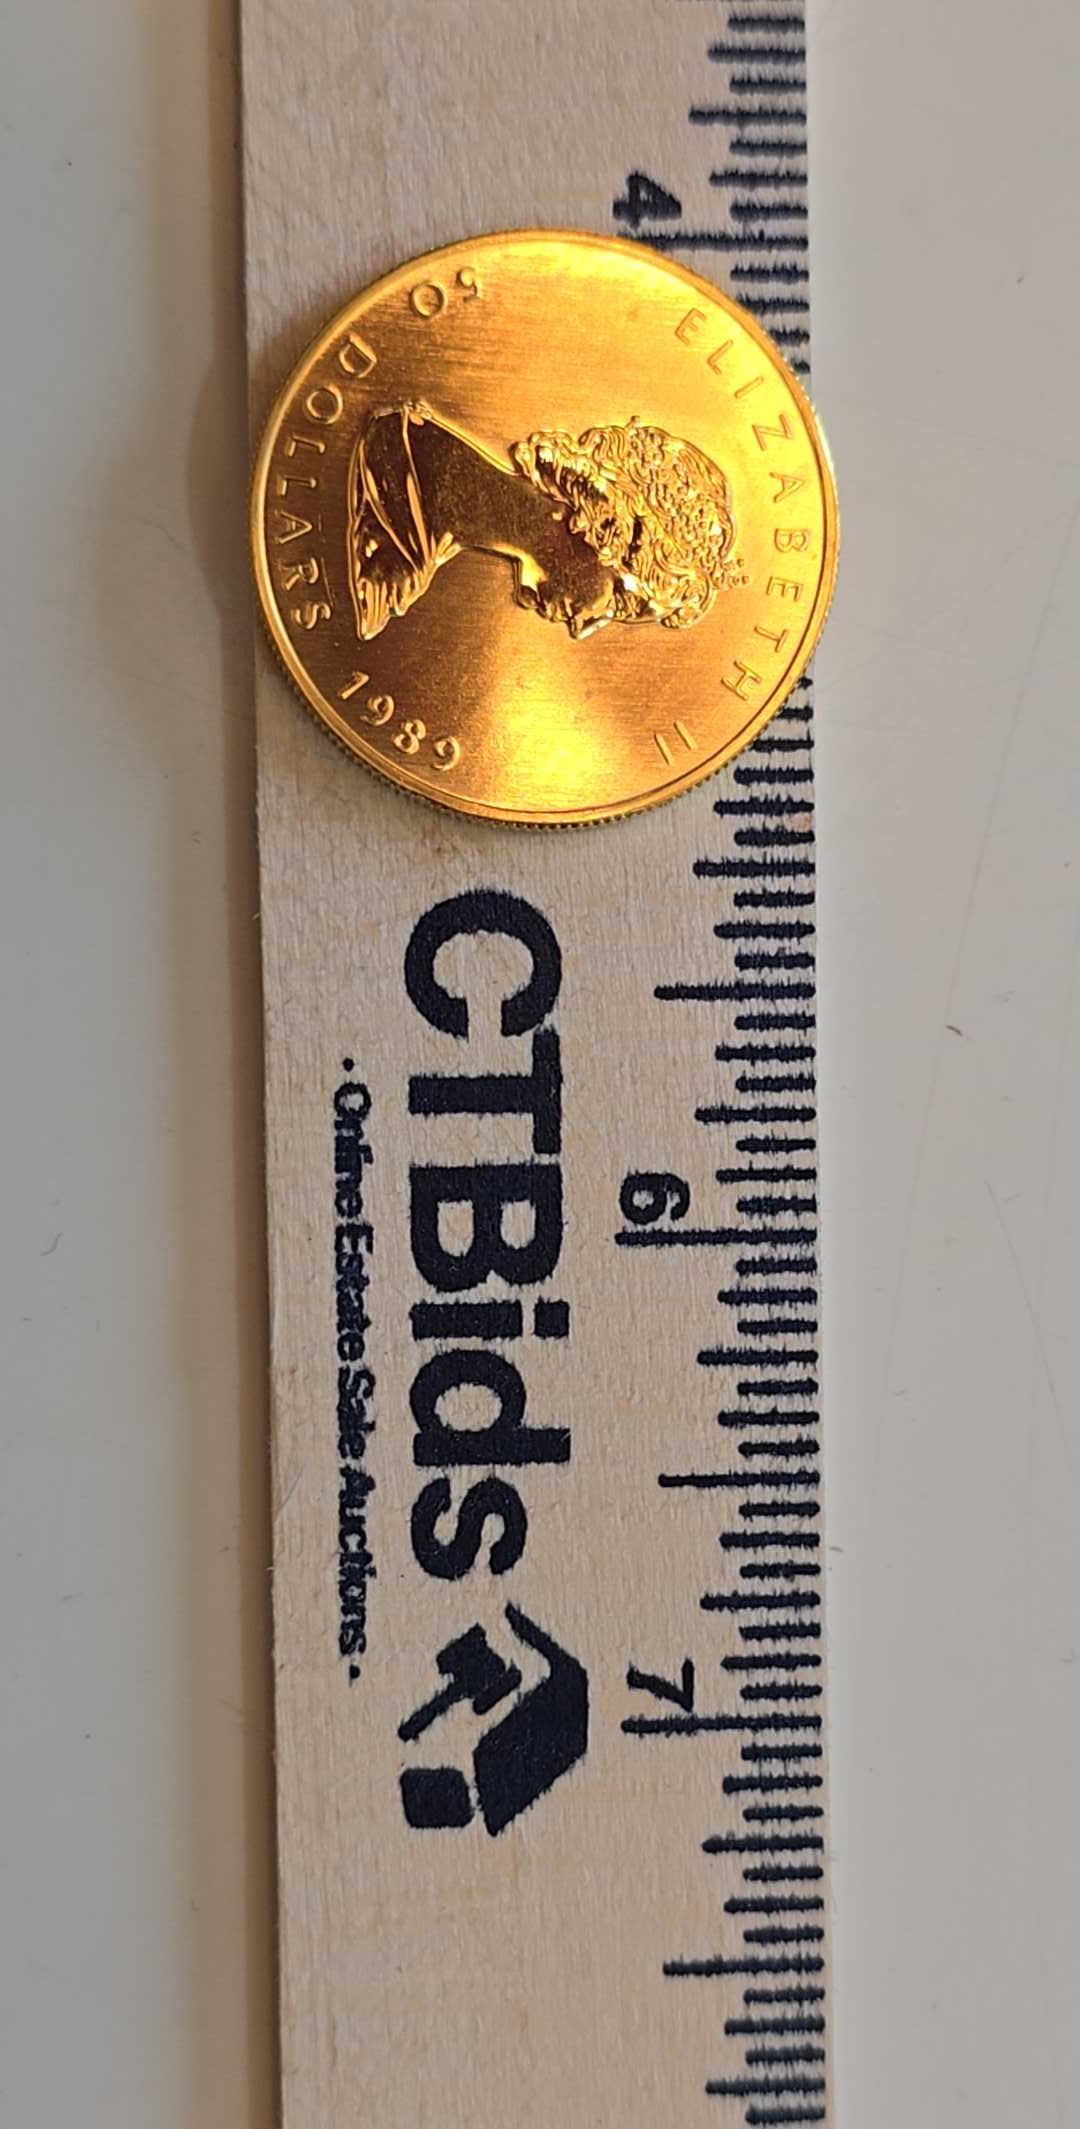 ELIZABETH II
50 DOLLARS 1989
4
6
7
CTBids
· Online Estate Sale Auctions ·